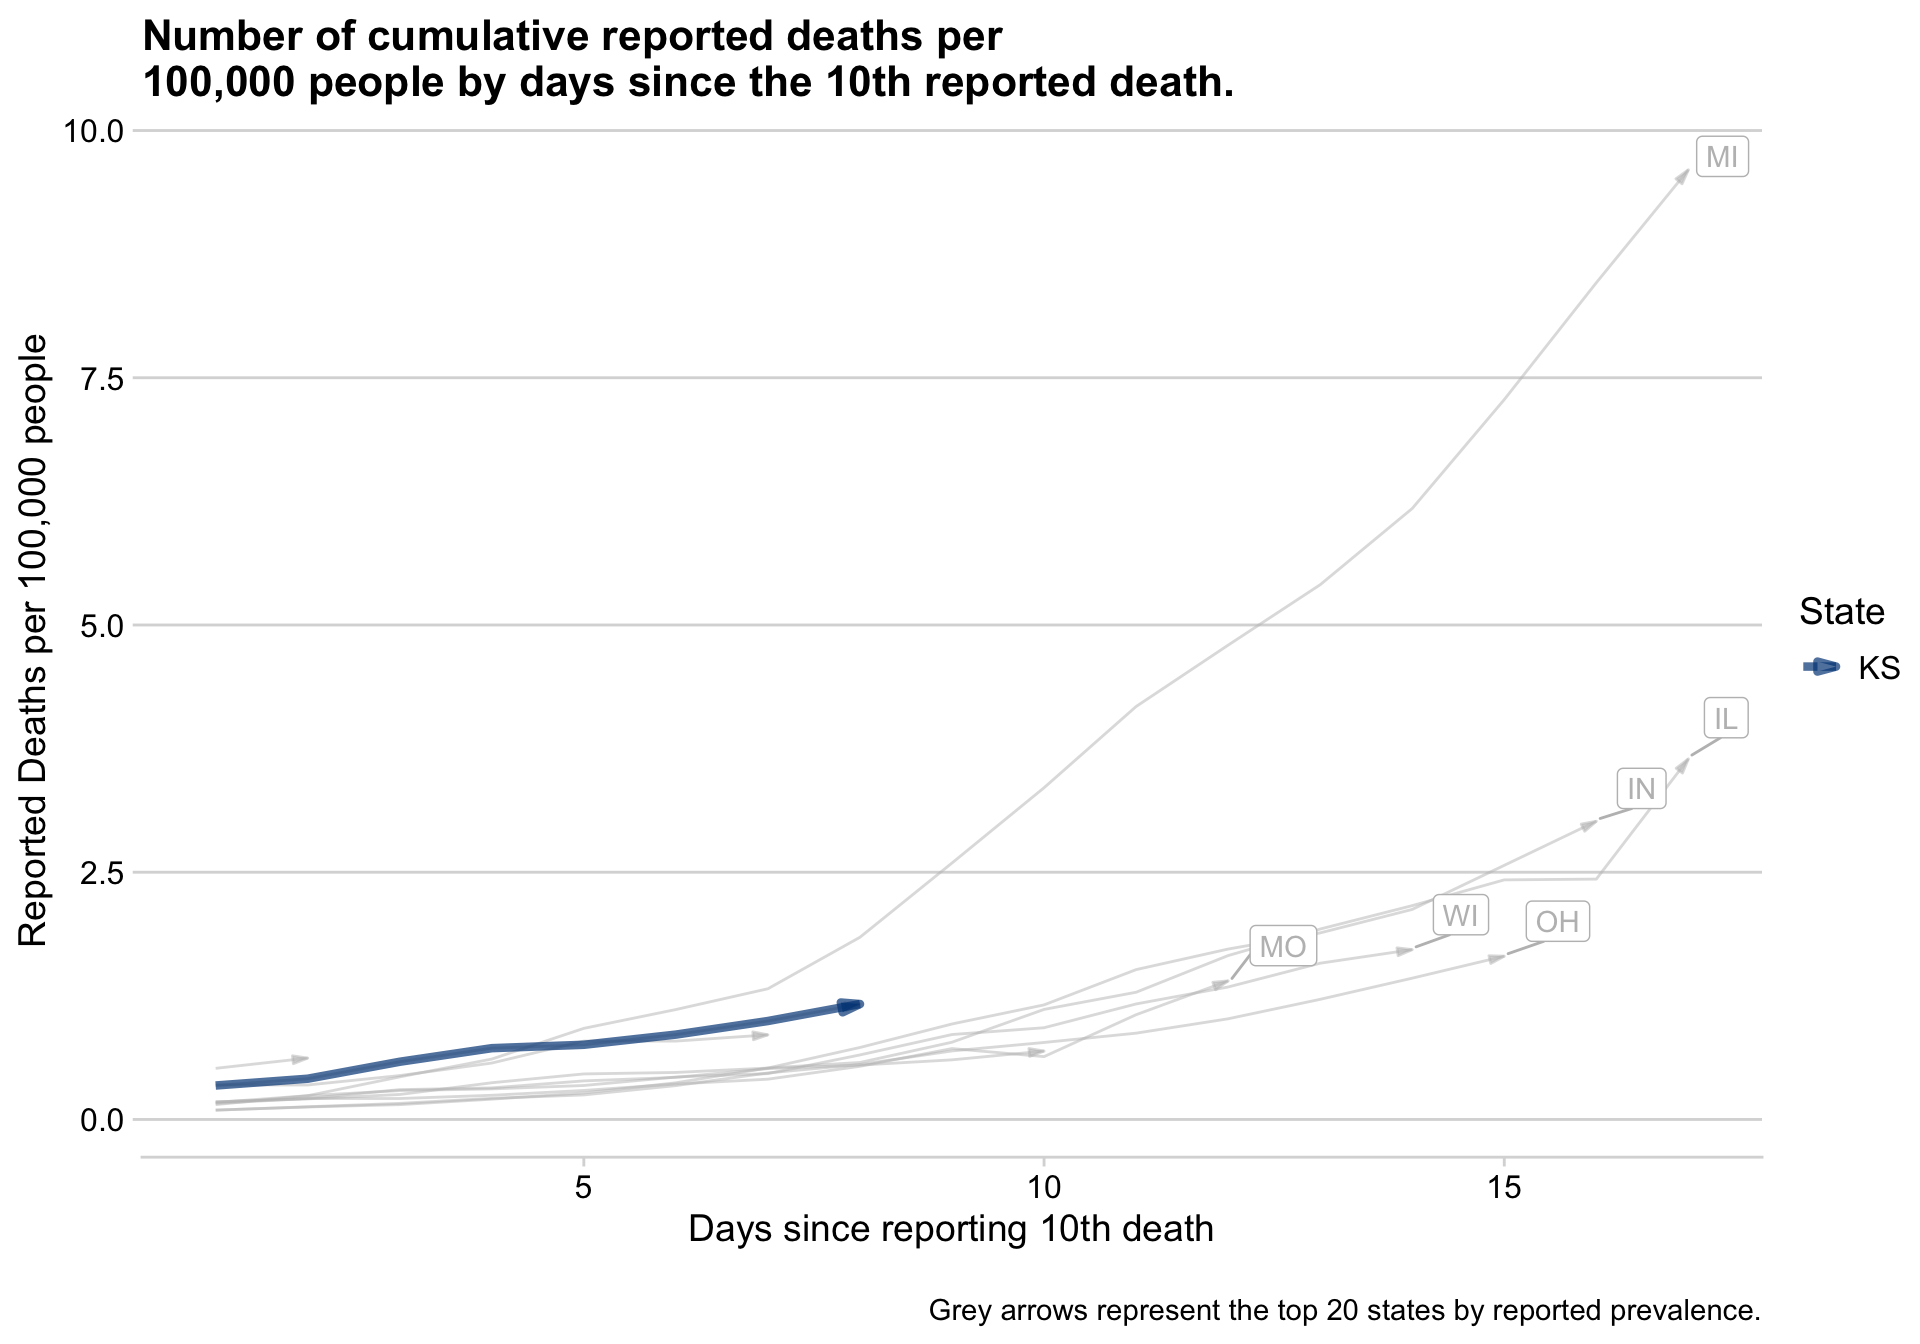 Number of cumulative reported deaths per
100,000 people by days since the 10th reported death.
10.0
7.5
5.0
2.5
0.0
Reported Deaths per 100,000 people
MI
IL
IN
WI
OH
MO
State
KS
5
10
15
Days since reporting 10th death
Grey arrows represent the top 20 states by reported prevalence.